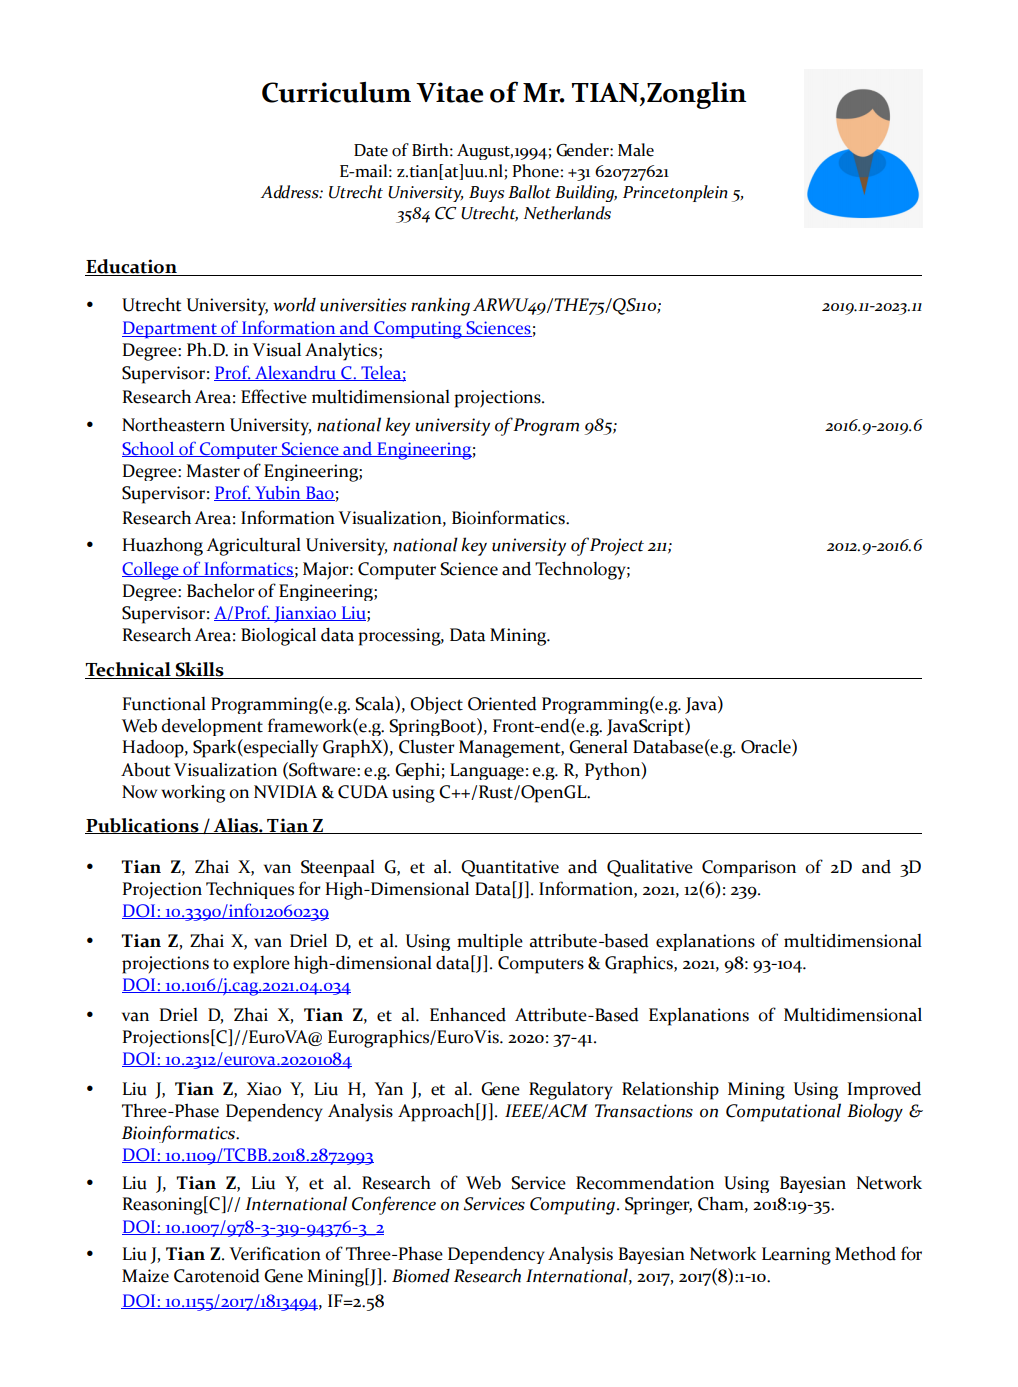 Curriculum Vitae of Mr. TIAN,Zonglin
Date of Birth: August,1994; Gender: Male
E-mail: z.tian[at]uu.nl; Phone: +31 620727621
Address: Utrecht University, Buys Ballot Building, Princetonplein 5,
3584 CC Utrecht, Netherlands
Education
• Utrecht University, world universities ranking ARWU49/THE75/QS110; 2019.11-2023.11
Department of Information and Computing Sciences;
Degree: Ph.D. in Visual Analytics;
Supervisor: Prof. Alexandru C. Telea;
Research Area: Effective multidimensional projections.
• Northeastern University, national key university of Program 985; 2016.9-2019.6
School of Computer Science and Engineering;
Degree: Master of Engineering;
Supervisor: Prof. Yubin Bao;
Research Area: Information Visualization, Bioinformatics.
• Huazhong Agricultural University, national key university of Project 211; 2012.9-2016.6
College of Informatics; Major: Computer Science and Technology;
Degree: Bachelor of Engineering;
Supervisor: A/Prof. Jianxiao Liu;
Research Area: Biological data processing, Data Mining.
Technical Skills
Functional Programming(e.g. Scala), Object Oriented Programming(e.g. Java)
Web development framework(e.g. SpringBoot), Front-end(e.g. JavaScript)
Hadoop, Spark(especially GraphX), Cluster Management, General Database(e.g. Oracle)
About Visualization (Software: e.g. Gephi; Language: e.g. R, Python)
Now working on NVIDIA & CUDA using C++/Rust/OpenGL.
Publications / Alias. Tian Z
• Tian Z, Zhai X, van Steenpaal G, et al. Quantitative and Qualitative Comparison of 2D and 3D
Projection Techniques for High-Dimensional Data[J]. Information, 2021, 12(6): 239.
DOI: 10.3390/info12060239
• Tian Z, Zhai X, van Driel D, et al. Using multiple attribute-based explanations of multidimensional
projections to explore high-dimensional data[J]. Computers & Graphics, 2021, 98: 93-104.
DOI: 10.1016/j.cag.2021.04.034
• van Driel D, Zhai X, Tian Z, et al. Enhanced Attribute-Based Explanations of Multidimensional
Projections[C]//EuroVA@ Eurographics/EuroVis. 2020: 37-41.
DOI: 10.2312/eurova.20201084
• Liu J, Tian Z, Xiao Y, Liu H, Yan J, et al. Gene Regulatory Relationship Mining Using Improved
Three-Phase Dependency Analysis Approach[J]. IEEE/ACM Transactions on Computational Biology &
Bioinformatics.
DOI: 10.1109/TCBB.2018.2872993
• Liu J, Tian Z, Liu Y, et al. Research of Web Service Recommendation Using Bayesian Network
Reasoning[C]// International Conference on Services Computing. Springer, Cham, 2018:19-35.
DOI: 10.1007/978-3-319-94376-3_2
• Liu J, Tian Z. Verification of Three-Phase Dependency Analysis Bayesian Network Learning Method for
Maize Carotenoid Gene Mining[J]. Biomed Research International, 2017, 2017(8):1-10.
DOI: 10.1155/2017/1813494, IF=2.58